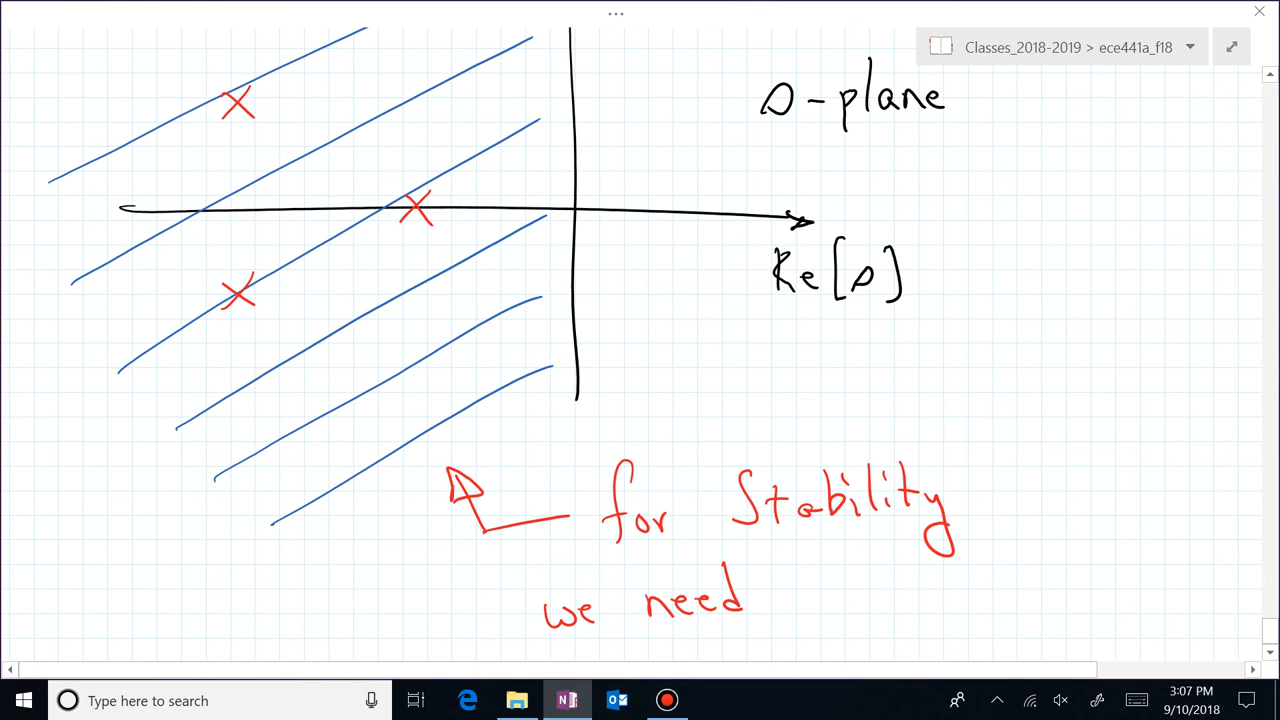 ...
Classes_2018-2019 > ece441a_f18
s-plane
Re[s]
for Stability
we need
Type here to search
3:07 PM
9/10/2018